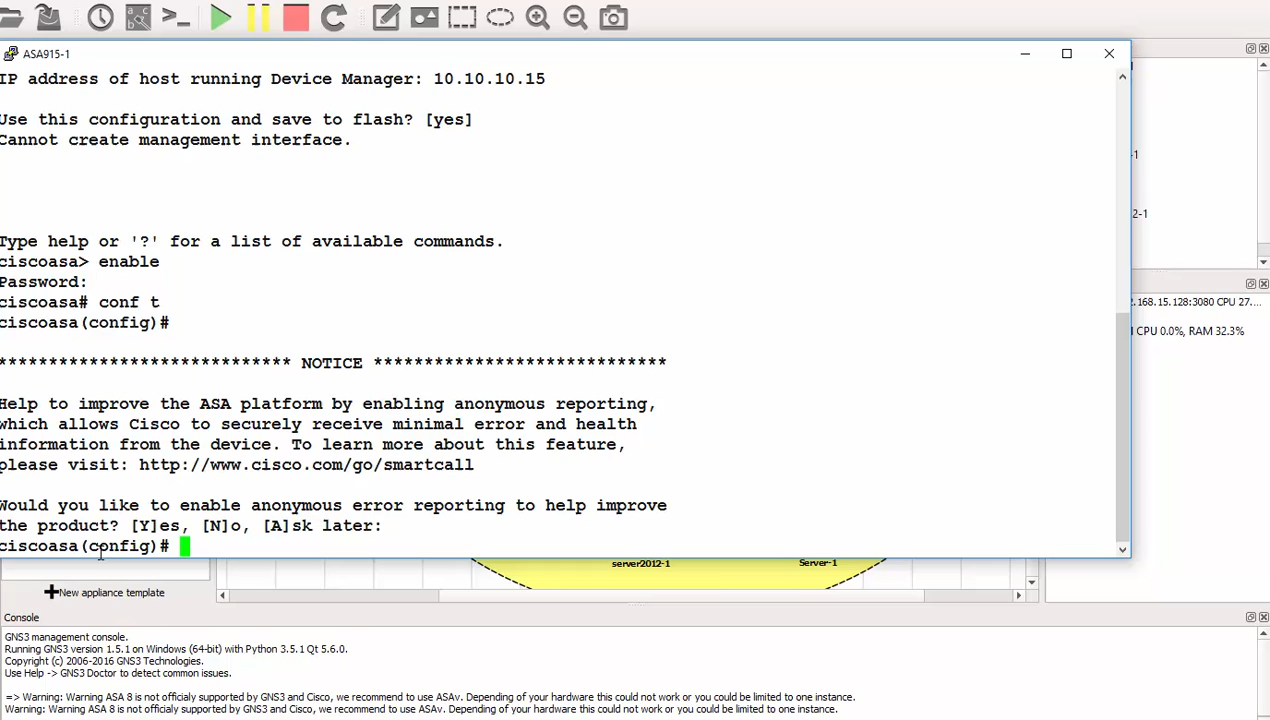 ASA915-1
IP address of host running Device Manager: 10.10.10.15
Use this configuration and save to flash? [yes]
Cannot create management interface.
Type help or '?' for a list of available commands.
ciscoasa> enable
Password:
ciscoasa# conf t
ciscoasa(config)#
**************************** NOTICE ****************************
Help to improve the ASA platform by enabling anonymous reporting,
which allows Cisco to securely receive minimal error and health
information from the device. To learn more about this feature,
please visit: http://www.cisco.com/go/smartcall
Would you like to enable anonymous error reporting to help improve
the product? [Y]es, [N]o, [A]sk later:
ciscoasa(config)#
-1
2-1
2.168.15.128:3080 CPU 27....
CPU 0.0%, RAM 32.3%
server2012-1
Server-1
New appliance template
Console
GNS3 management console.
Running GNS3 version 1.5.1 on Windows (64-bit) with Python 3.5.1 Qt 5.6.0.
Copyright (c) 2006-2016 GNS3 Technologies.
Use Help -> GNS3 Doctor to detect common issues.
=> Warning: Warning ASA 8 is not officialy supported by GNS3 and Cisco, we recommend to use ASAv. Depending of your hardware this could not work or you could be limited to one instance.
Warning: Warning ASA 8 is not officialy supported by GNS3 and Cisco, we recommend to use ASAv. Depending of your hardware this could not work or you could be limited to one instance.